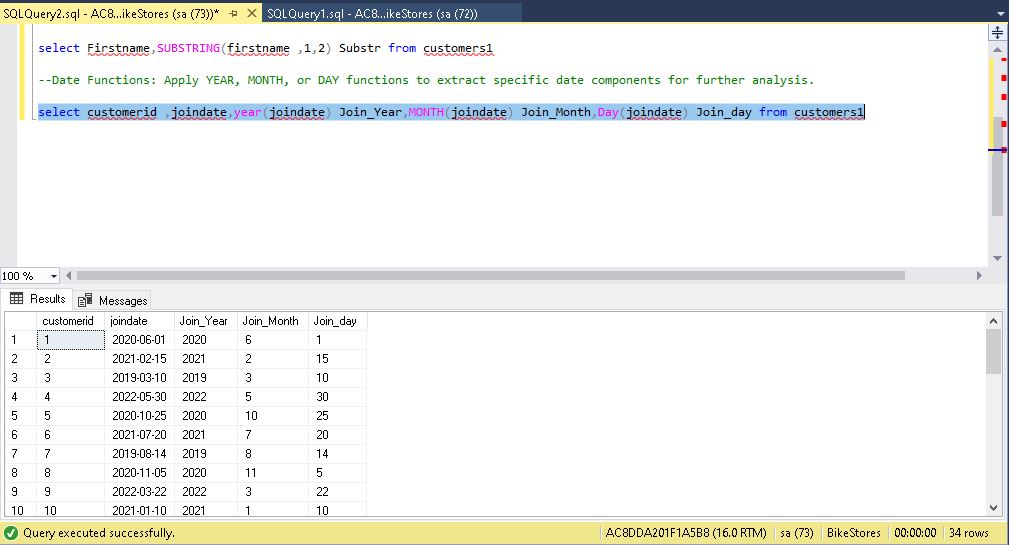 SQLQuery2.sql - AC8...ikeStores (sa (73))* SQLQuery1.sql - AC8...ikeStores (sa (72))
select Firstname,SUBSTRING(firstname ,1,2) Substr from customers1
--Date Functions: Apply YEAR, MONTH, or DAY functions to extract specific date components for further analysis.
select customerid ,joindate,year(joindate) Join_Year,MONTH(joindate) Join_Month,Day(joindate) Join_day from customers1
100 %
Results Messages
customerid joindate Join_Year Join_Month Join_day
1 1 2020-06-01 2020 6 1
2 2 2021-02-15 2021 2 15
3 3 2019-03-10 2019 3 10
4 4 2022-05-30 2022 5 30
5 5 2020-10-25 2020 10 25
6 6 2021-07-20 2021 7 20
7 7 2019-08-14 2019 8 14
8 8 2020-11-05 2020 11 5
9 9 2022-03-22 2022 3 22
10 10 2021-01-10 2021 1 10
Query executed successfully. AC8DDA201F1A5B8 (16.0 RTM) sa (73) BikeStores 00:00:00 34 rows